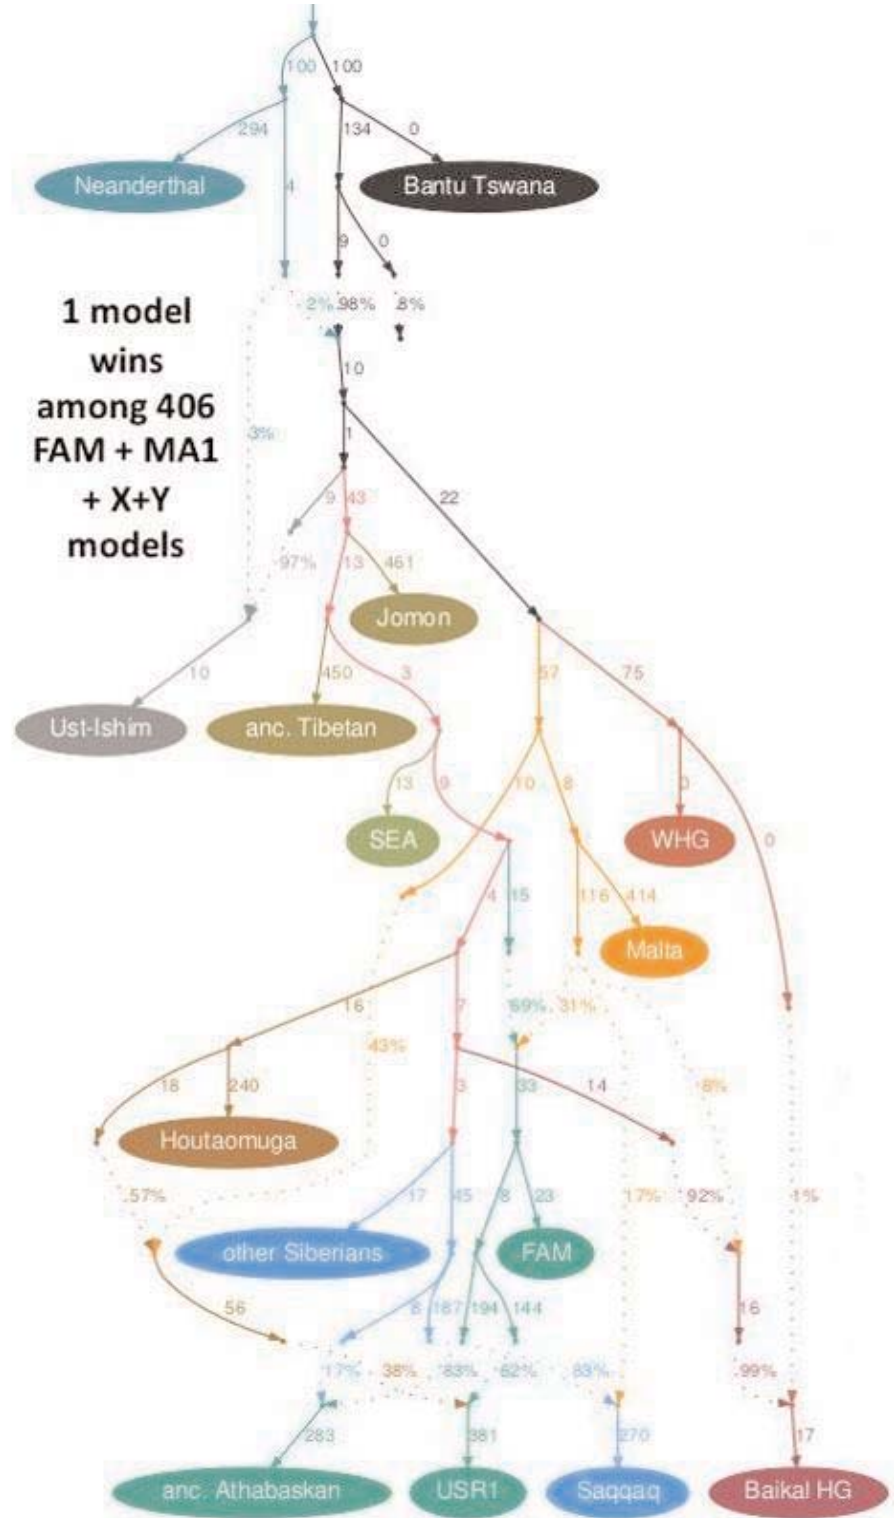 100 100
294 134 0
Neanderthal 4 Bantu Tswana
9 0
2% 98% 8%
1 model
wins
among 406
FAM + MA1
+ X+Y
models
10
3% 1
9 43 22
97% 13 461
Jomon
10 450 3 57 75
Ust-Ishim anc. Tibetan
13 9 10 8 0
SEA WHG 0
4 15 116 414
Malta
16 7 69% 31%
43%
18 240 3 33 14 8%
Houtaomuga
57% 17 45 8 23 17% 92% 1%
other Siberians FAM
56 8 187 194 144 16
17% 38% 83% 62% 83% 99%
283 381 270 17
anc. Athabaskan USR1 Saqqaq Baikal HG